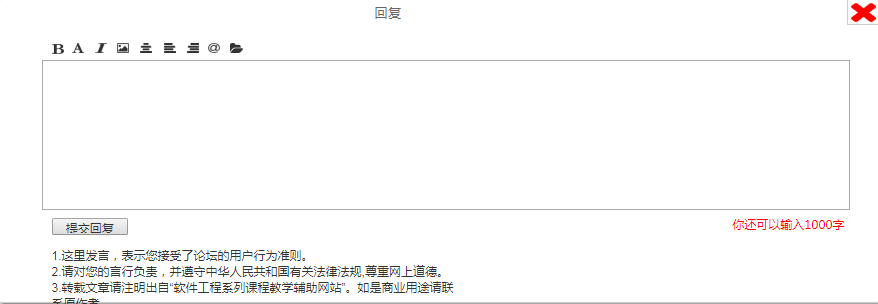 回复
B A I @
提交回复
你还可以输入1000字
1.这里发言，表示您接受了论坛的用户行为准则。
2.请对您的言行负责，并遵守中华人民共和国有关法律法规,尊重网上道德。
3.转载文章请注明出自“软件工程系列课程教学辅助网站”。如是商业用途请联
系原作者